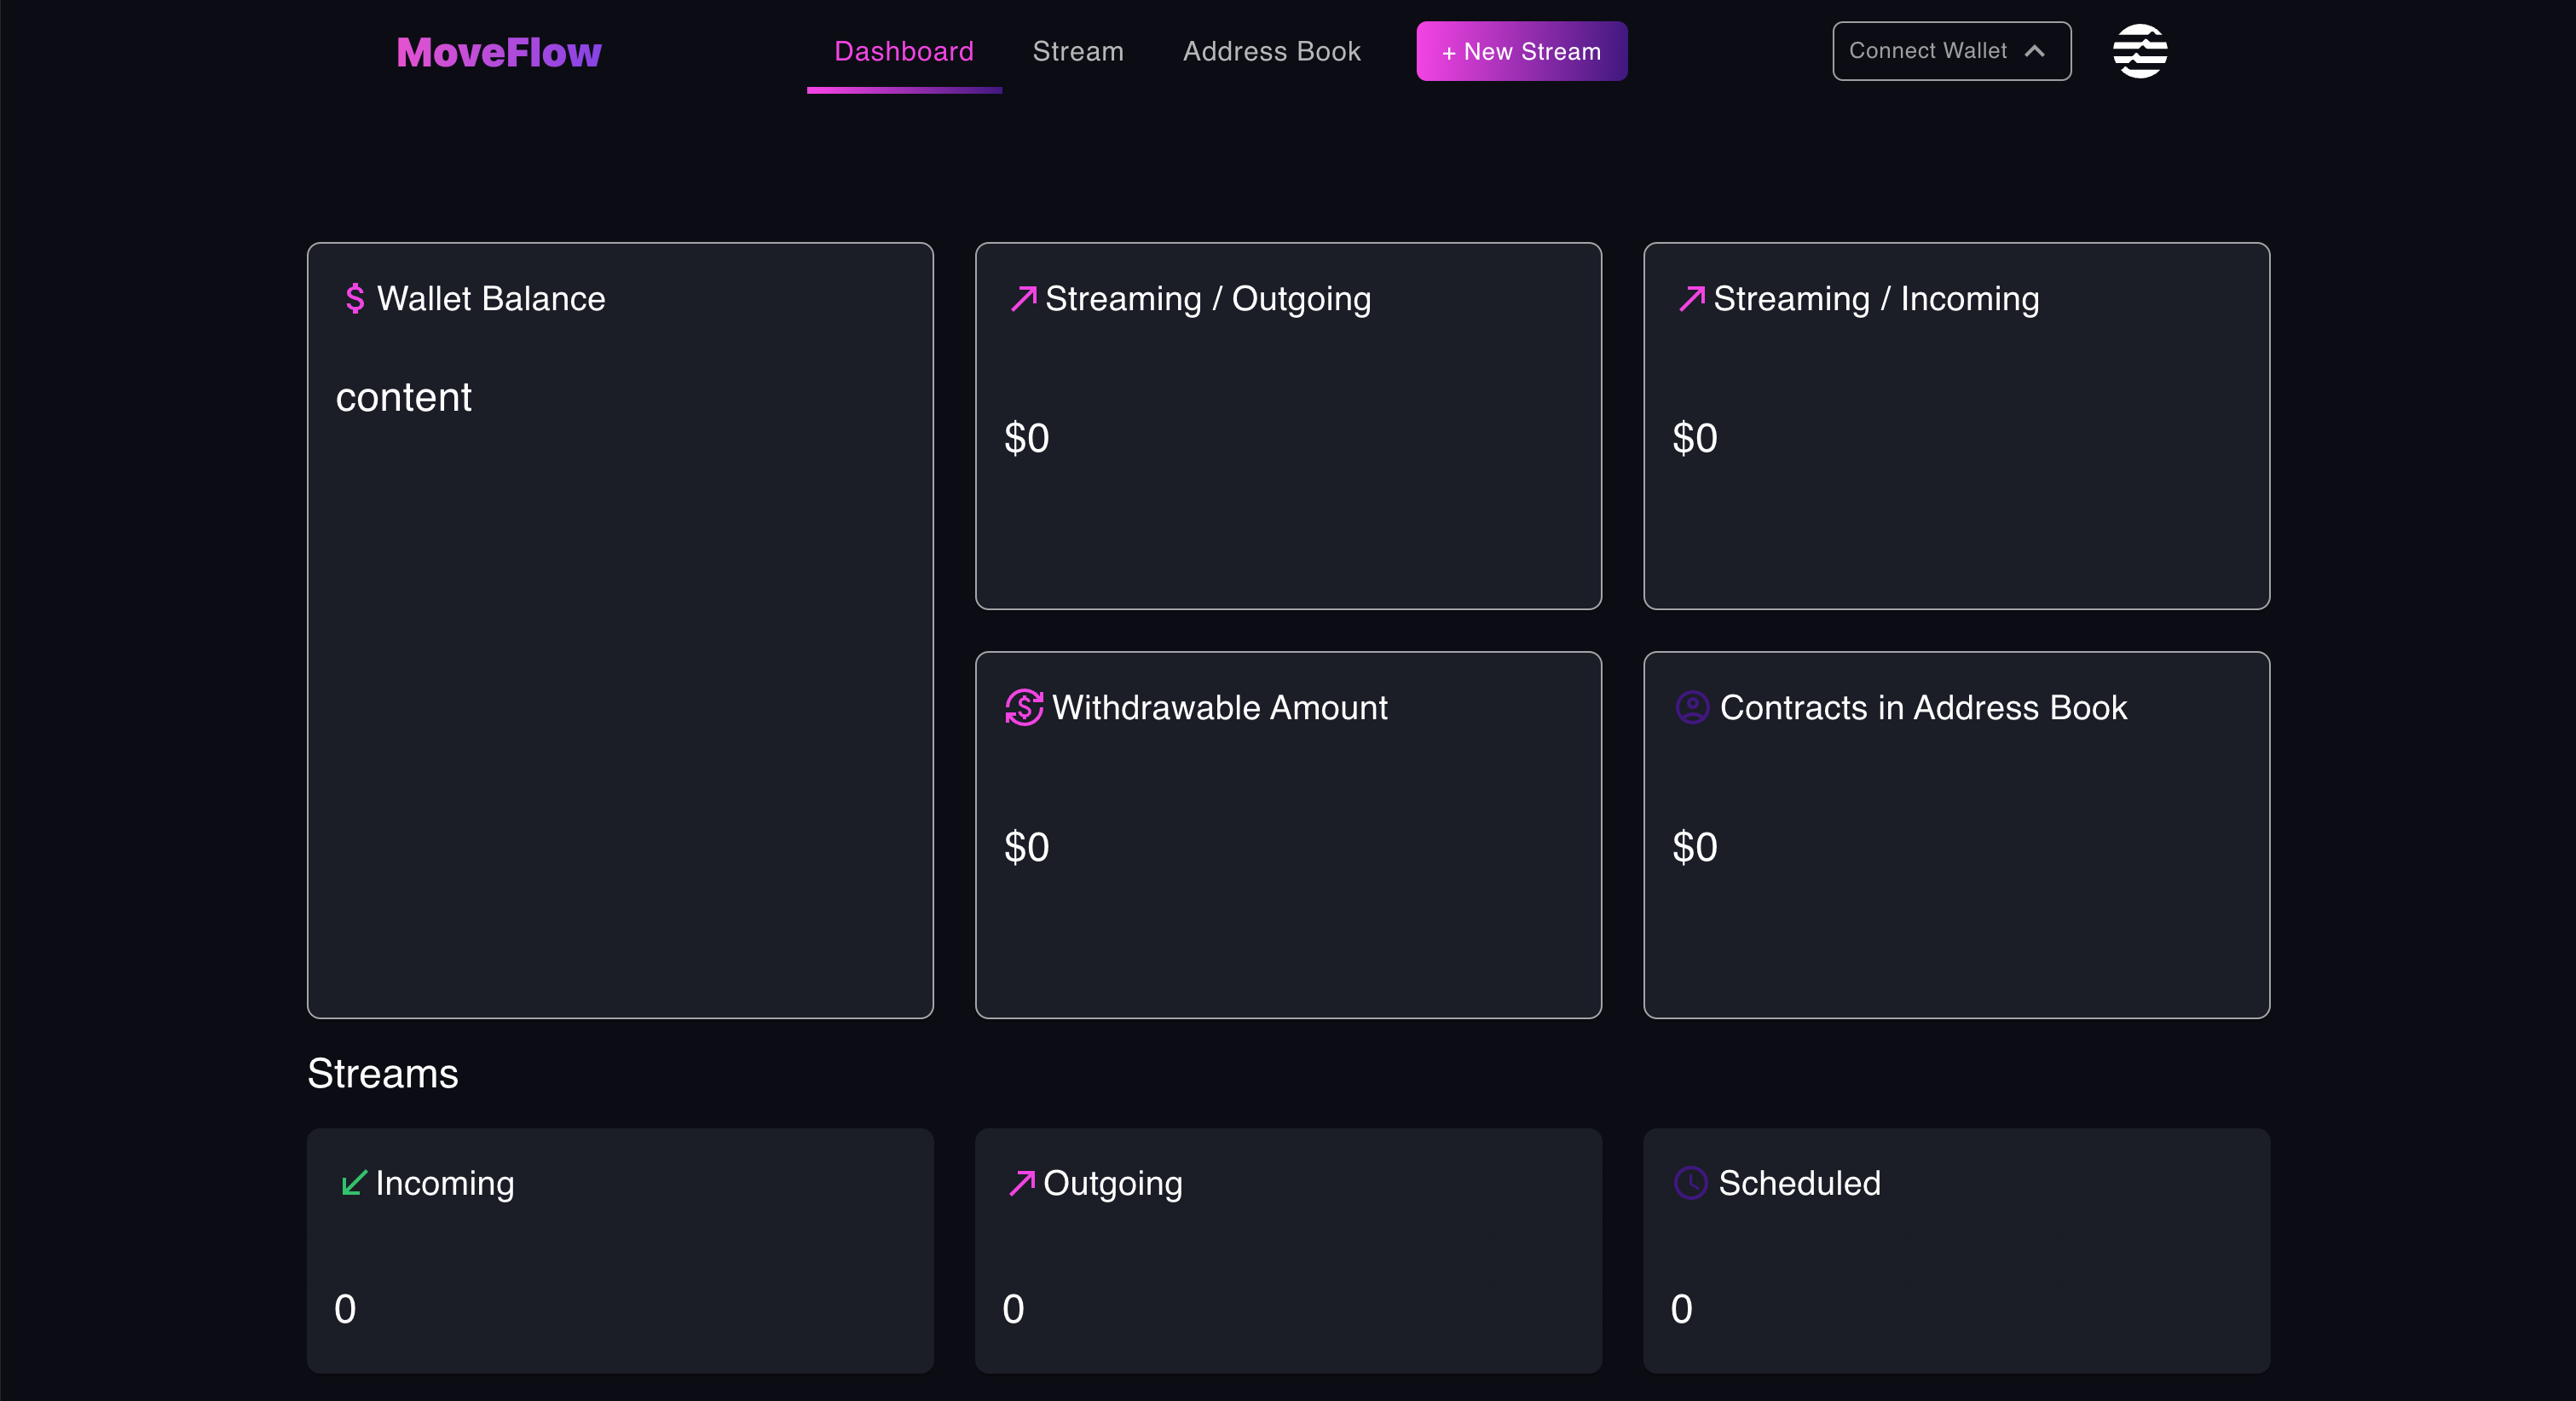 MoveFlow
Dashboard
Stream
Address Book
+ New Stream
Connect Wallet
$ Wallet Balance
content
Streaming / Outgoing
$0
Streaming / Incoming
$0
Withdrawable Amount
$0
Contracts in Address Book
$0
Streams
Incoming
0
Outgoing
0
Scheduled
0